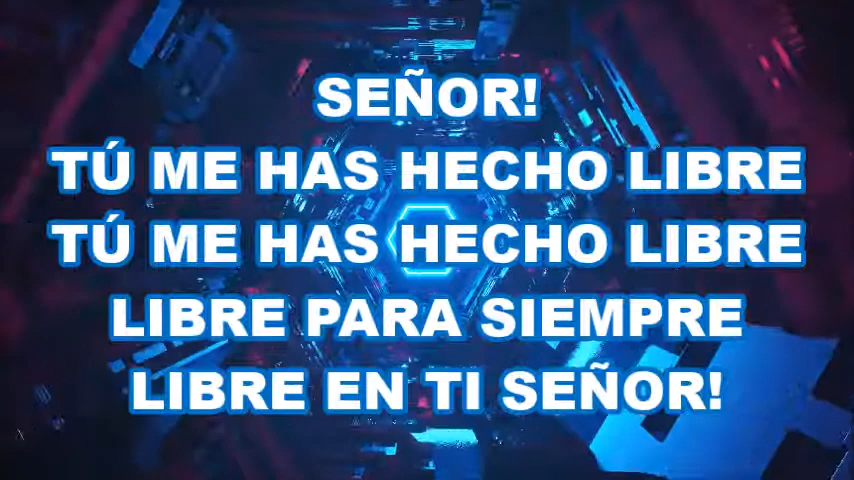 SEÑOR!
TÚ ME HAS HECHO LIBRE
TÚ ME HAS HECHO LIBRE
LIBRE PARA SIEMPRE
LIBRE EN TI SEÑOR!